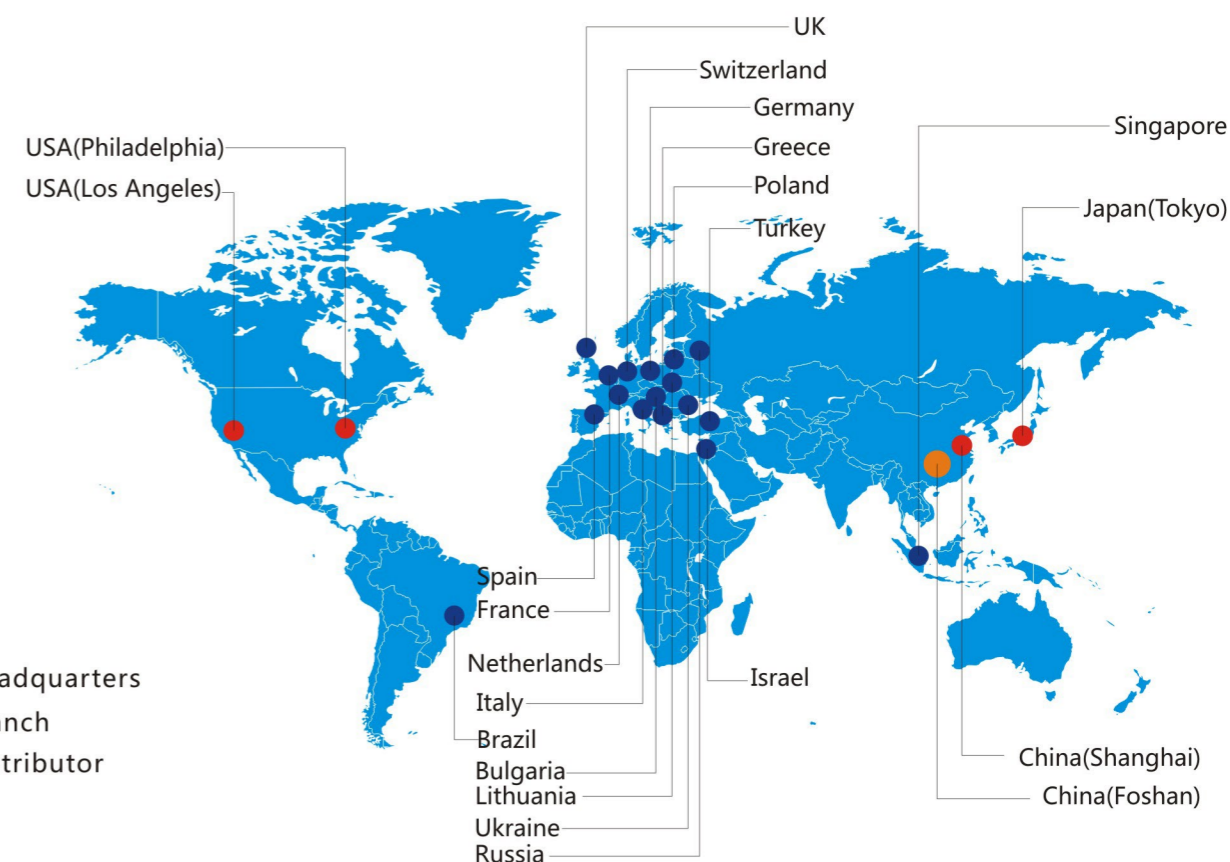 UK
Switzerland
Germany
Greece
Poland
Turkey
Singapore
Japan(Tokyo)
USA(Philadelphia)
USA(Los Angeles)
Spain
France
Netherlands
Italy
Brazil
Bulgaria
Lithuania
Ukraine
Russia
Israel
China(Shanghai)
China(Foshan)
adquarters
anch
tributor